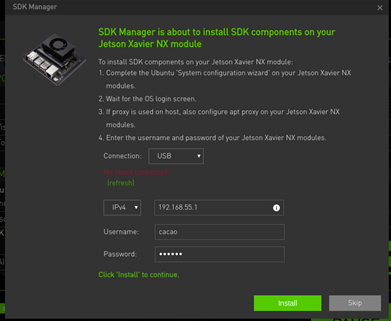 SDK Manager
SDK Manager is about to install SDK components on your
Jetson Xavier NX module
To install SDK components on your Jetson Xavier NX module:
1. Complete the Ubuntu "System configuration wizard" on your Jetson Xavier NX
modules.
2. Wait for the OS login screen.
3. If proxy is used on host, also configure apt proxy on your Jetson Xavier NX
modules.
4. Enter the username and password of your Jetson Xavier NX modules.
Connection: USB
(refresh)
IPv4 192.168.55.1
Username: cacao
Password: ••••••
Click 'Install' to continue.
Install Skip